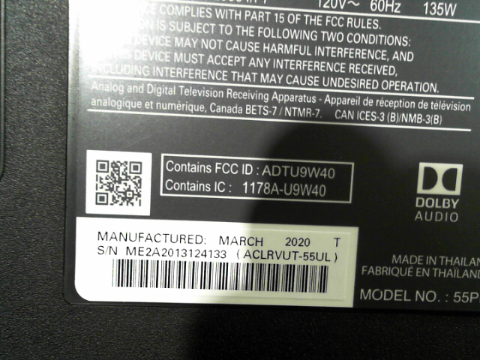 120V~ 60Hz 135W
COMPLIES WITH PART 15 OF THE FCC RULES.
IS SUBJECT TO THE FOLLOWING TWO CONDITIONS:
DEVICE MAY NOT CAUSE HARMFUL INTERFERENCE, AND
DEVICE MUST ACCEPT ANY INTERFERENCE RECEIVED,
INCLUDING INTERFERENCE THAT MAY CAUSE UNDESIRED OPERATION.
Analog and Digital Television Receiving Apparatus - Appareil de réception de télévision
analogique et numérique, Canada BETS-7 / NTMR-7. CAN ICES-3 (B)/NMB-3(B)
Contains FCC ID : ADTU9W40
Contains IC : 1178A-U9W40
DOLBY
AUDIO
MANUFACTURED: MARCH 2020 T
S/N ME2A2013124133 (ACLRVUT-55UL)
MADE IN THAILAN
FABRIQUÉ EN THAÏLAN
MODEL NO. : 55P